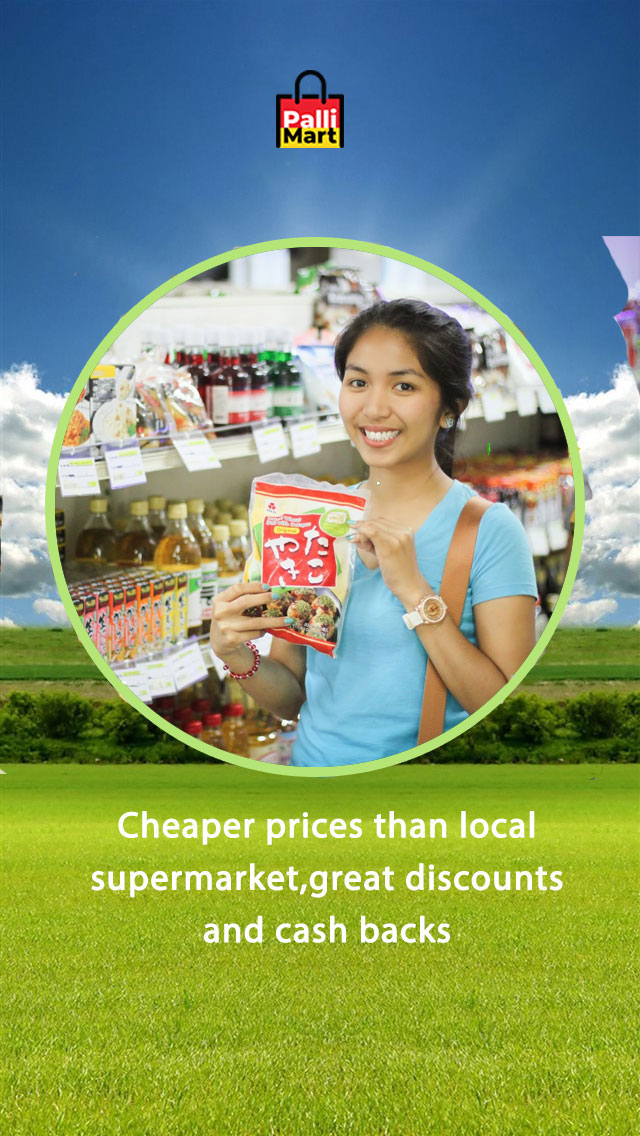 Palli
Mart
たこ
やき
Cheaper prices than local
supermarket,great discounts
and cash backs